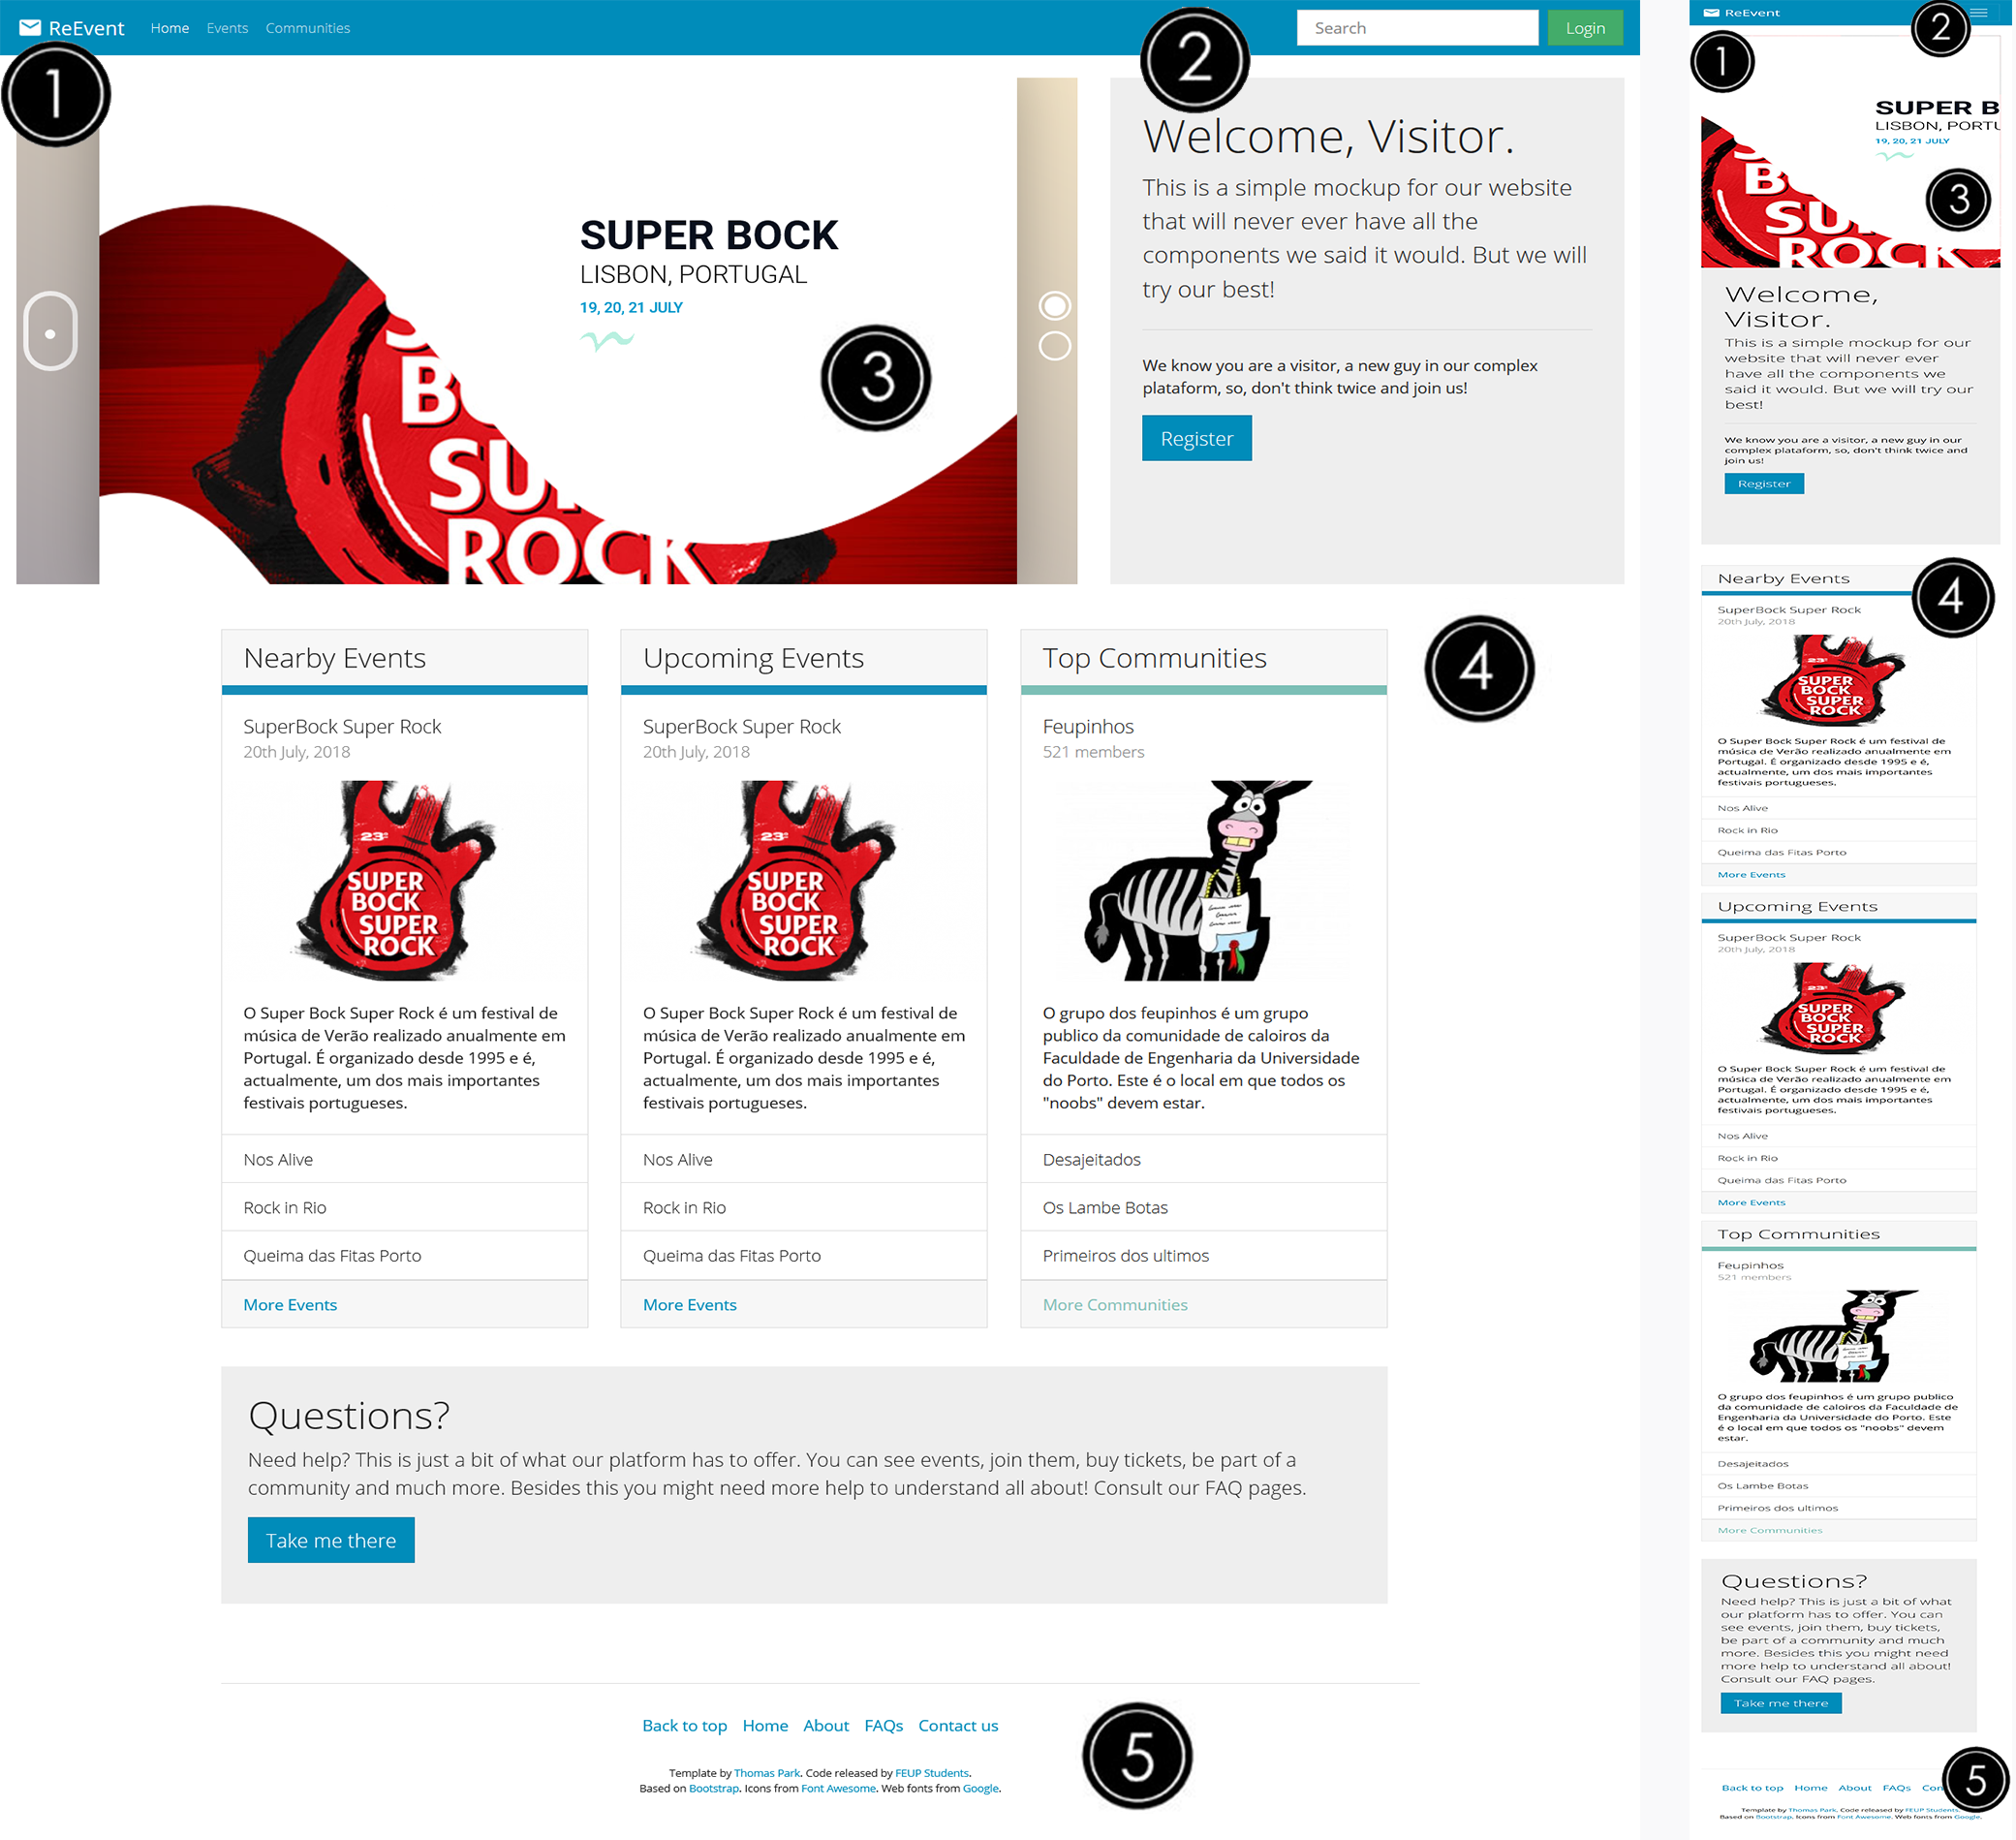 ReEvent Home Events Communities Search Login
1
2
SUPER BOCK
LISBON, PORTUGAL
19, 20, 21 JULY
3
B
SU
ROCK
Welcome, Visitor.
This is a simple mockup for our website
that will never ever have all the
components we said it would. But we will
try our best!
We know you are a visitor, a new guy in our complex
plataform, so, don't think twice and join us!
Register
4
Nearby Events
SuperBock Super Rock
20th July, 2018
23º
SUPER
BOCK
SUPER
ROCK
O Super Bock Super Rock é um festival de
música de Verão realizado anualmente em
Portugal. É organizado desde 1995 e é,
actualmente, um dos mais importantes
festivais portugueses.
Nos Alive
Rock in Rio
Queima das Fitas Porto
More Events
Upcoming Events
SuperBock Super Rock
20th July, 2018
23º
SUPER
BOCK
SUPER
ROCK
O Super Bock Super Rock é um festival de
música de Verão realizado anualmente em
Portugal. É organizado desde 1995 e é,
actualmente, um dos mais importantes
festivais portugueses.
Nos Alive
Rock in Rio
Queima das Fitas Porto
More Events
Top Communities
Feupinhos
521 members
O grupo dos feupinhos é um grupo
publico da comunidade de caloiros da
Faculdade de Engenharia da Universidade
do Porto. Este é o local em que todos os
"noobs" devem estar.
Desajeitados
Os Lambe Botas
Primeiros dos ultimos
More Communities
Questions?
Need help? This is just a bit of what our platform has to offer. You can see events, join them, buy tickets, be part of a
community and much more. Besides this you might need more help to understand all about! Consult our FAQ pages.
Take me there
Back to top Home About FAQs Contact us
5
Template by Thomas Park. Code released by FEUP Students.
Based on Bootstrap. Icons from Font Awesome. Web fonts from Google.
ReEvent
2
1
SUPER B
LISBON, PORTU
19, 20, 21 JULY
3
B
SU
ROCK
Welcome,
Visitor.
This is a simple mockup for our
website that will never ever
have all the components we
said it would. But we will try our
best!
We know you are a visitor, a new guy in our
complex plataform, so, don't think twice and
join us!
Register
Nearby Events
4
SuperBock Super Rock
20th July, 2018
23º
SUPER
BOCK
SUPER
ROCK
O Super Bock Super Rock é um festival de
música de Verão realizado anualmente em
Portugal. É organizado desde 1995 e é,
actualmente, um dos mais importantes
festivais portugueses.
Nos Alive
Rock in Rio
Queima das Fitas Porto
More Events
Upcoming Events
SuperBock Super Rock
20th July, 2018
23º
SUPER
BOCK
SUPER
ROCK
O Super Bock Super Rock é um festival de
música de Verão realizado anualmente em
Portugal. É organizado desde 1995 e é,
actualmente, um dos mais importantes
festivais portugueses.
Nos Alive
Rock in Rio
Queima das Fitas Porto
More Events
Top Communities
Feupinhos
521 members
O grupo dos feupinhos é um grupo publico
da comunidade de caloiros da Faculdade de
Engenharia da Universidade do Porto. Este
é o local em que todos os "noobs" devem
estar.
Desajeitados
Os Lambe Botas
Primeiros dos ultimos
More Communities
Questions?
Need help? This is just a bit of what
our platform has to offer. You can
see events, join them, buy tickets,
be part of a community and much
more. Besides this you might need
more help to understand all about!
Consult our FAQ pages.
Take me there
5
Back to top Home About FAQs Con
Template by Thomas Park. Code released by FEUP Students.
Based on Bootstrap. Icons from Font Awesome. Web fonts from Google.